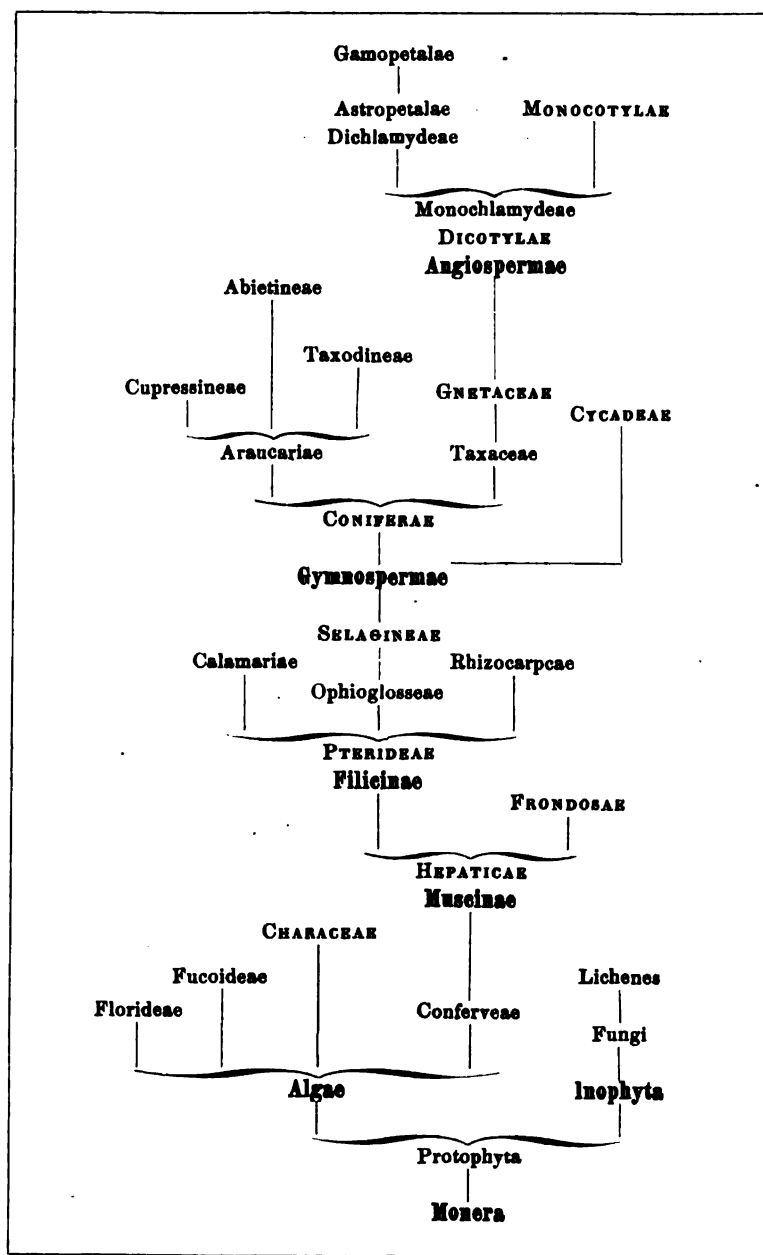 Gamopetalae
Astropetalae
Dichlamydeae
MONOCOTYLAE
Monochlamydeae
DICOTYLAE
Angiospermae
Abietineae
Taxodineae
Cupressineae
GNETACEAE
CYCADEAE
Araucariae
Taxaceae
CONIFERAE
Gymnospermae
SELAGINEAE
Calamariae
Rhizocarpcae
Ophioglosseae
PTERIDEAE
Filicinae
FRONDOSAE
HEPATICAE
Muscinae
CHARACEAE
Fucoideae
Lichenes
Florideae
Conferveae
Fungi
Algae
Inophyta
Protophyta
Monera